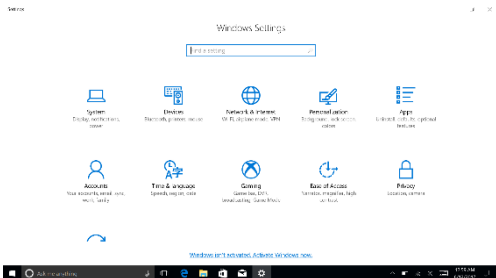 Settings
Windows Settings
Find a setting
System
Display, notifications,
power
Devices
Bluetooth, printers, mouse
Network & Internet
Wi-Fi, airplane mode, VPN
Personalization
Background, lock screen,
colors
Apps
Uninstall, defaults, optional
features
Accounts
Your accounts, email, sync,
work, family
Time & language
Speech, region, date
Gaming
Game bar, DVR,
broadcasting, Game Mode
Ease of Access
Narrator, magnifier, high
contrast
Privacy
Location, camera
Windows isn't activated. Activate Windows now.
Ask me anything